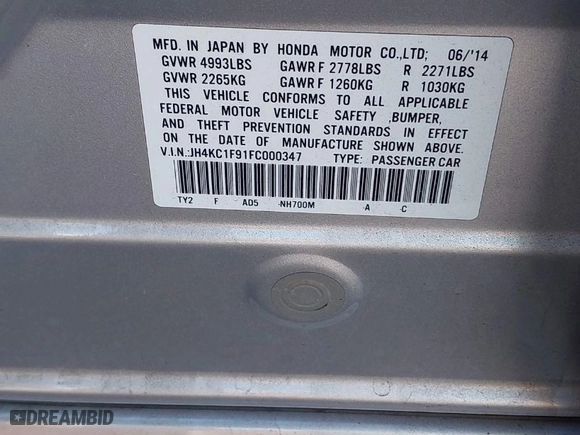 MFD. IN JAPAN BY HONDA MOTOR CO.,LTD; 06/'14
GVWR 4993LBS GAWR F 2778LBS R 2271LBS
GVWR 2265KG GAWR F 1260KG R 1030KG
THIS VEHICLE CONFORMS TO ALL APPLICABLE
FEDERAL MOTOR VEHICLE SAFETY ,BUMPER,
AND THEFT PREVENTION STANDARDS IN EFFECT
ON THE DATE OF MANUFACTURE SHOWN ABOVE.
V.I.N.:JH4KC1F91FC000347 TYPE: PASSENGER CAR
TY2 F AD5 -NH700M -A -C
DREAMBID